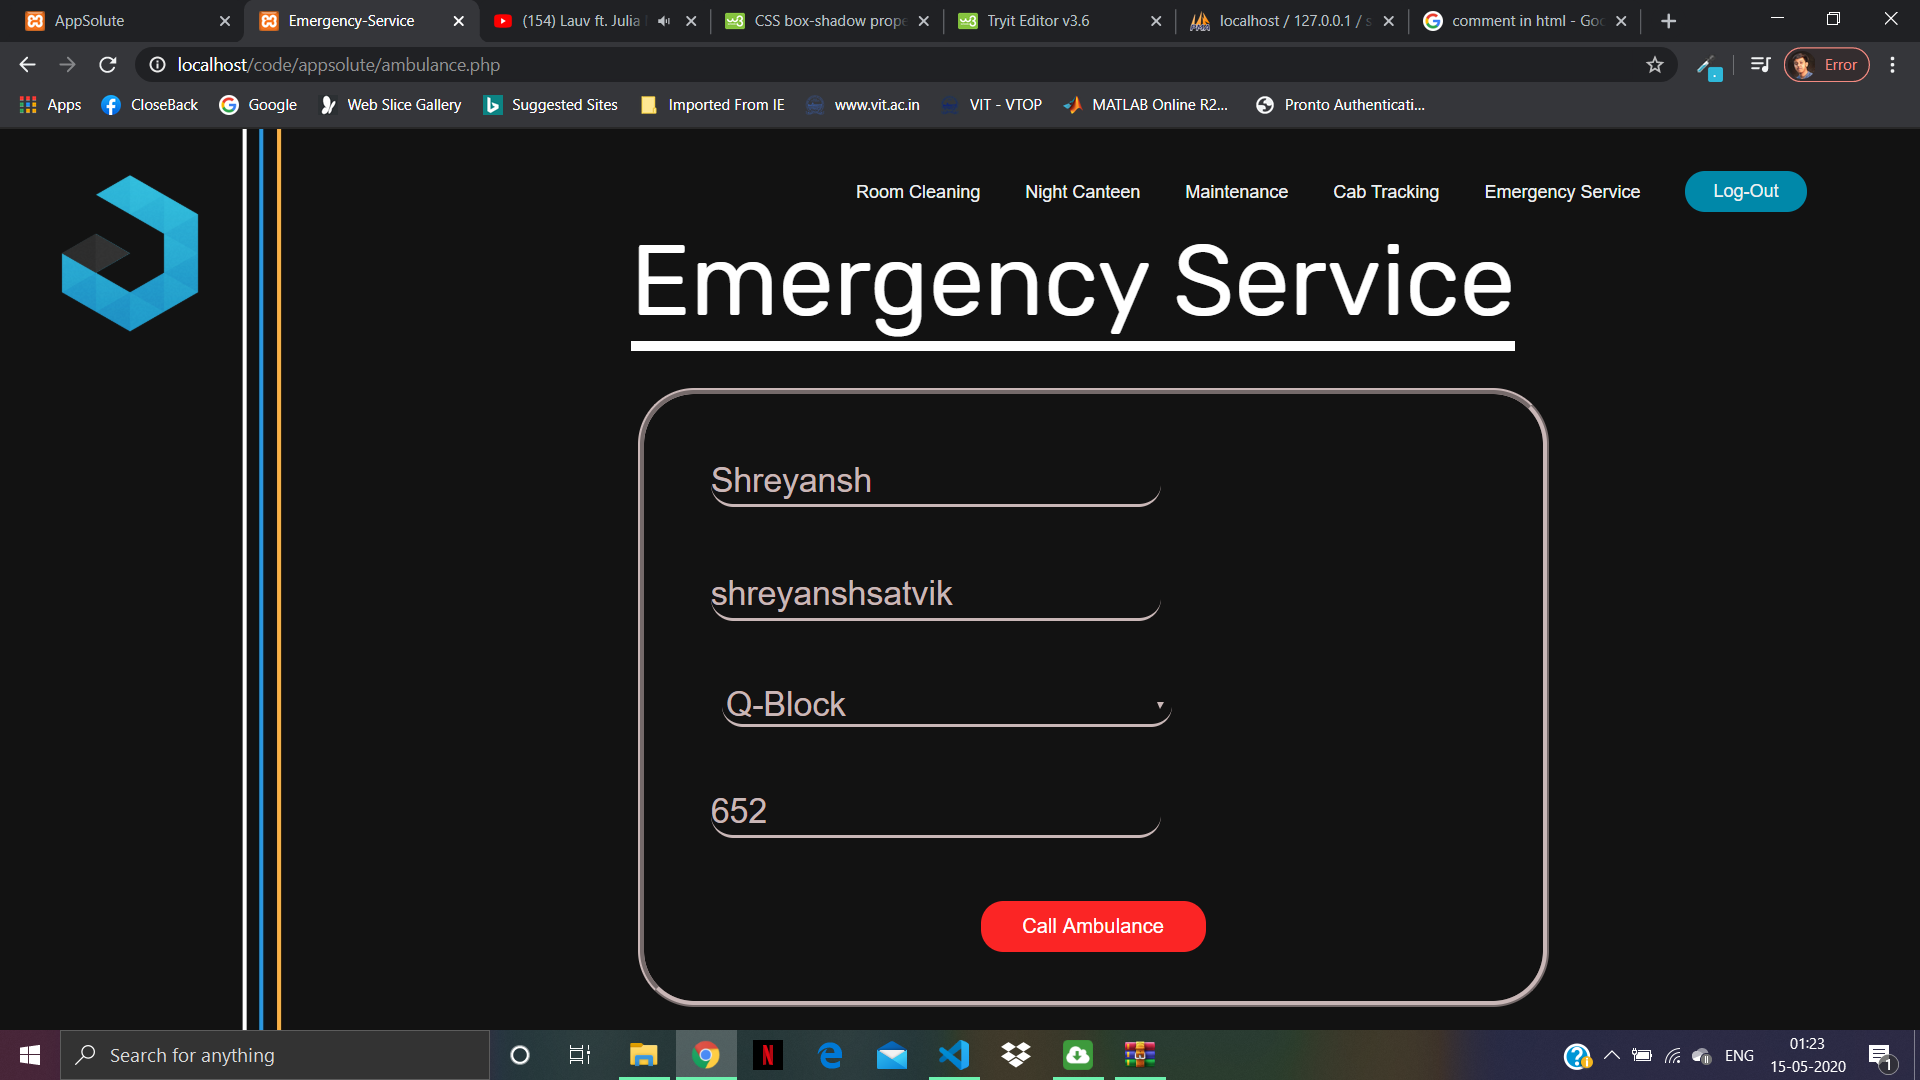 AppSolute
Emergency-Service
(154) Lauv ft. Julia
CSS box-shadow prope
Tryit Editor v3.6
localhost / 127.0.0.1 / s
comment in html - Goo
localhost/code/appsolute/ambulance.php
Error
Apps
CloseBack
Google
Web Slice Gallery
Suggested Sites
Imported From IE
www.vit.ac.in
VIT - VTOP
MATLAB Online R2...
Pronto Authenticati...
Room Cleaning
Night Canteen
Maintenance
Cab Tracking
Emergency Service
Log-Out
Emergency Service
Shreyansh
shreyanshsatvik
Q-Block
652
Call Ambulance
Search for anything
ENG
01:23
15-05-2020
1